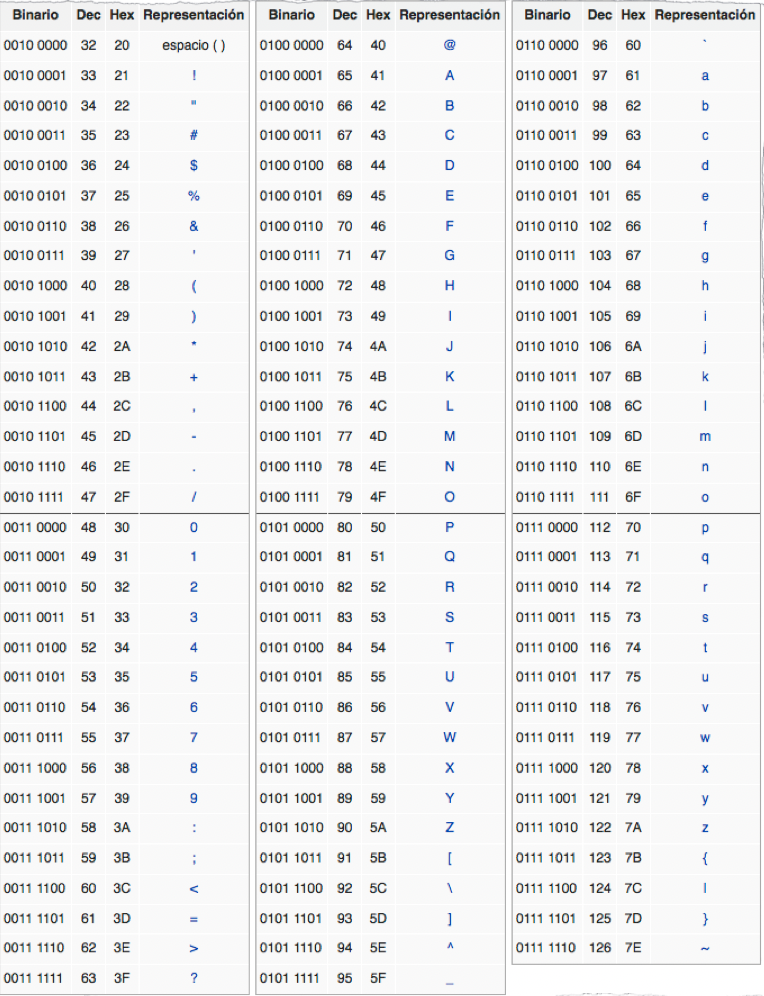 Binario Dec Hex Representación
0010 0000 32 20 espacio ( )
0010 0001 33 21 !
0010 0010 34 22 "
0010 0011 35 23 #
0010 0100 36 24 $
0010 0101 37 25 %
0010 0110 38 26 &
0010 0111 39 27 '
0010 1000 40 28 (
0010 1001 41 29 )
0010 1010 42 2A *
0010 1011 43 2B +
0010 1100 44 2C ,
0010 1101 45 2D -
0010 1110 46 2E .
0010 1111 47 2F /
0011 0000 48 30 0
0011 0001 49 31 1
0011 0010 50 32 2
0011 0011 51 33 3
0011 0100 52 34 4
0011 0101 53 35 5
0011 0110 54 36 6
0011 0111 55 37 7
0011 1000 56 38 8
0011 1001 57 39 9
0011 1010 58 3A :
0011 1011 59 3B ;
0011 1100 60 3C <
0011 1101 61 3D =
0011 1110 62 3E >
0011 1111 63 3F ?
Binario Dec Hex Representación
0100 0000 64 40 @
0100 0001 65 41 A
0100 0010 66 42 B
0100 0011 67 43 C
0100 0100 68 44 D
0100 0101 69 45 E
0100 0110 70 46 F
0100 0111 71 47 G
0100 1000 72 48 H
0100 1001 73 49 I
0100 1010 74 4A J
0100 1011 75 4B K
0100 1100 76 4C L
0100 1101 77 4D M
0100 1110 78 4E N
0100 1111 79 4F O
0101 0000 80 50 P
0101 0001 81 51 Q
0101 0010 82 52 R
0101 0011 83 53 S
0101 0100 84 54 T
0101 0101 85 55 U
0101 0110 86 56 V
0101 0111 87 57 W
0101 1000 88 58 X
0101 1001 89 59 Y
0101 1010 90 5A Z
0101 1011 91 5B [
0101 1100 92 5C \
0101 1101 93 5D ]
0101 1110 94 5E ^
0101 1111 95 5F _
Binario Dec Hex Representación
0110 0000 96 60 `
0110 0001 97 61 a
0110 0010 98 62 b
0110 0011 99 63 c
0110 0100 100 64 d
0110 0101 101 65 e
0110 0110 102 66 f
0110 0111 103 67 g
0110 1000 104 68 h
0110 1001 105 69 i
0110 1010 106 6A j
0110 1011 107 6B k
0110 1100 108 6C l
0110 1101 109 6D m
0110 1110 110 6E n
0110 1111 111 6F o
0111 0000 112 70 p
0111 0001 113 71 q
0111 0010 114 72 r
0111 0011 115 73 s
0111 0100 116 74 t
0111 0101 117 75 u
0111 0110 118 76 v
0111 0111 119 77 w
0111 1000 120 78 x
0111 1001 121 79 y
0111 1010 122 7A z
0111 1011 123 7B {
0111 1100 124 7C |
0111 1101 125 7D }
0111 1110 126 7E ~